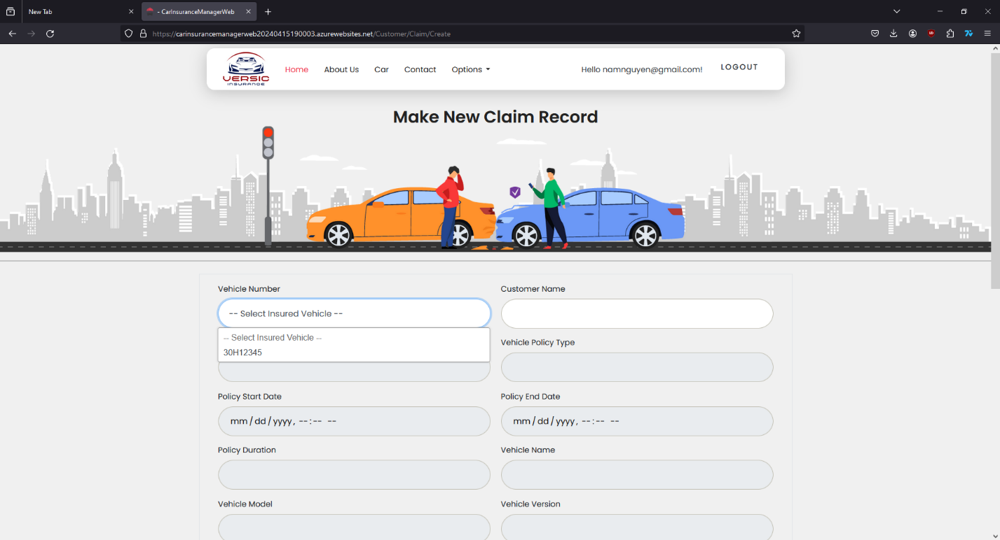 New Tab
- CarInsuranceManagerWeb
https://carinsurancemanagerweb20240415190003.azurewebsites.net/Customer/Claim/Create
VERSIC
INSURANCE
Home About Us Car Contact Options Hello namnguyen@gmail.com! LOGOUT
Make New Claim Record
Vehicle Number Customer Name
-- Select Insured Vehicle --
-- Select Insured Vehicle --
30H12345
Vehicle Policy Type
Policy Start Date Policy End Date
mm/dd/yyyy, --:-- -- mm/dd/yyyy, --:-- --
Policy Duration Vehicle Name
Vehicle Model Vehicle Version